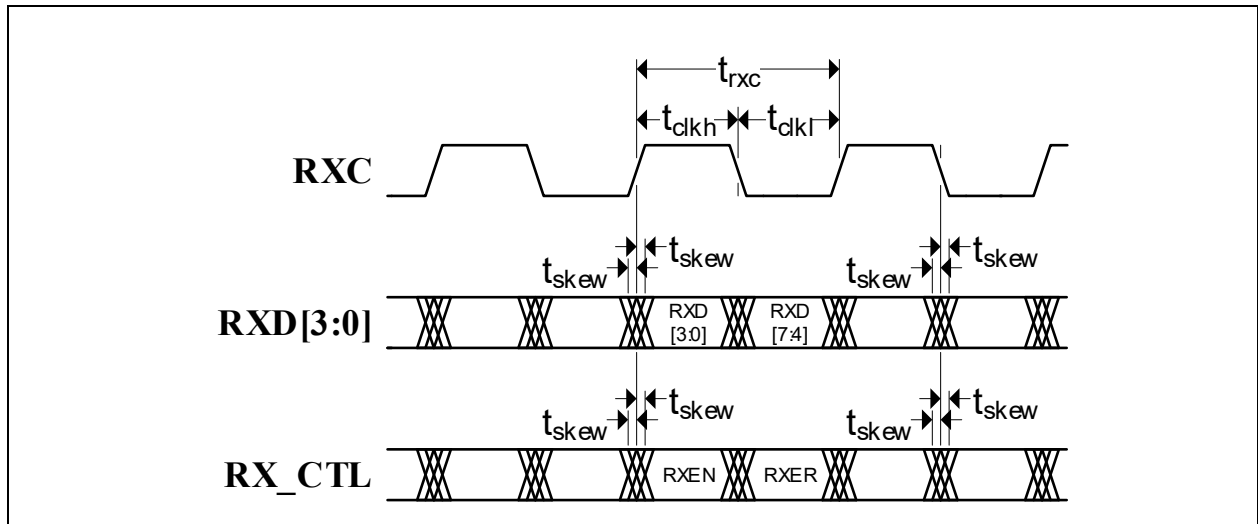 trxc
tclkh tclkl
RXC
tskew tskew tskew tskew
RXD[3:0] RXD [3:0] RXD [7:4]
tskew tskew tskew tskew
RX_CTL RXEN RXER